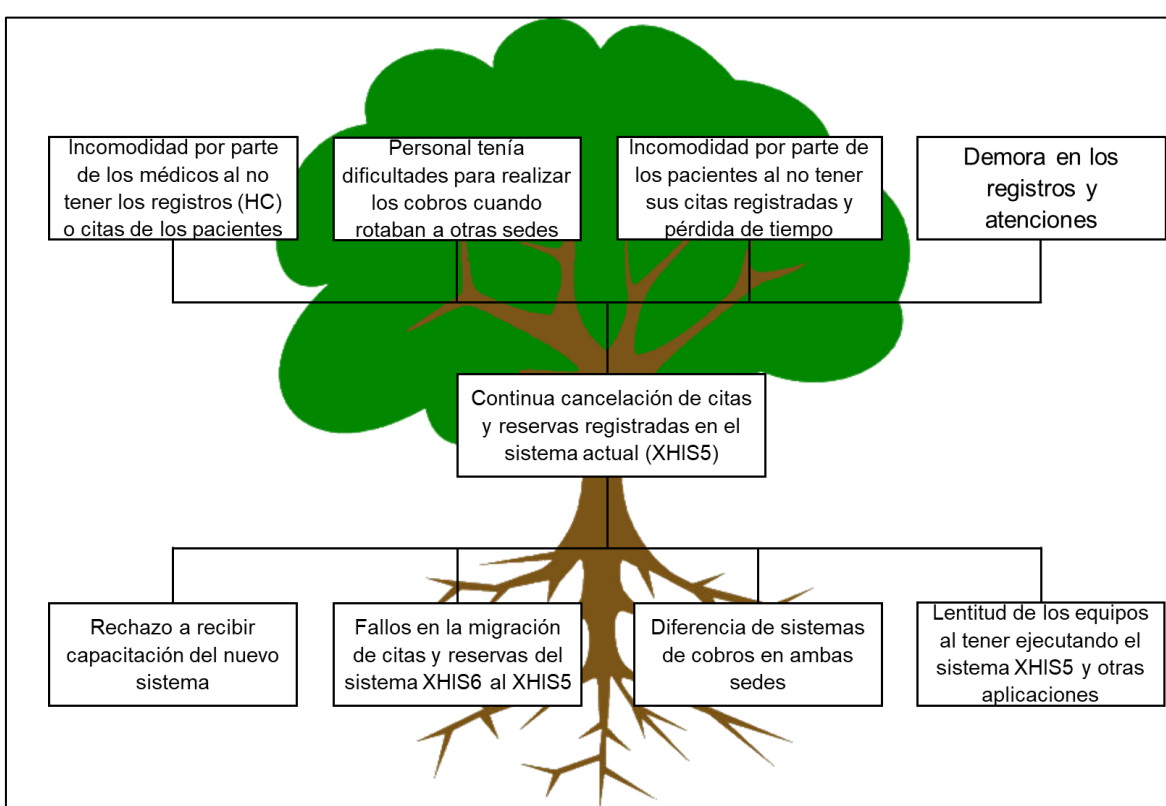 Incomodidad por parte
de los médicos al no
tener los registros (HC)
o citas de los pacientes
Personal tenía
dificultades para realizar
los cobros cuando
rotaban a otras sedes
Incomodidad por parte de
los pacientes al no tener
sus citas registradas y
pérdida de tiempo
Demora en los
registros y
atenciones
Continua cancelación de citas
y reservas registradas en el
sistema actual (XHIS5)
Rechazo a recibir
capacitación del nuevo
sistema
Fallos en la migración
de citas y reservas del
sistema XHIS6 al XHIS5
Diferencia de sistemas
de cobros en ambas
sedes
Lentitud de los equipos
al tener ejecutando el
sistema XHIS5 y otras
aplicaciones